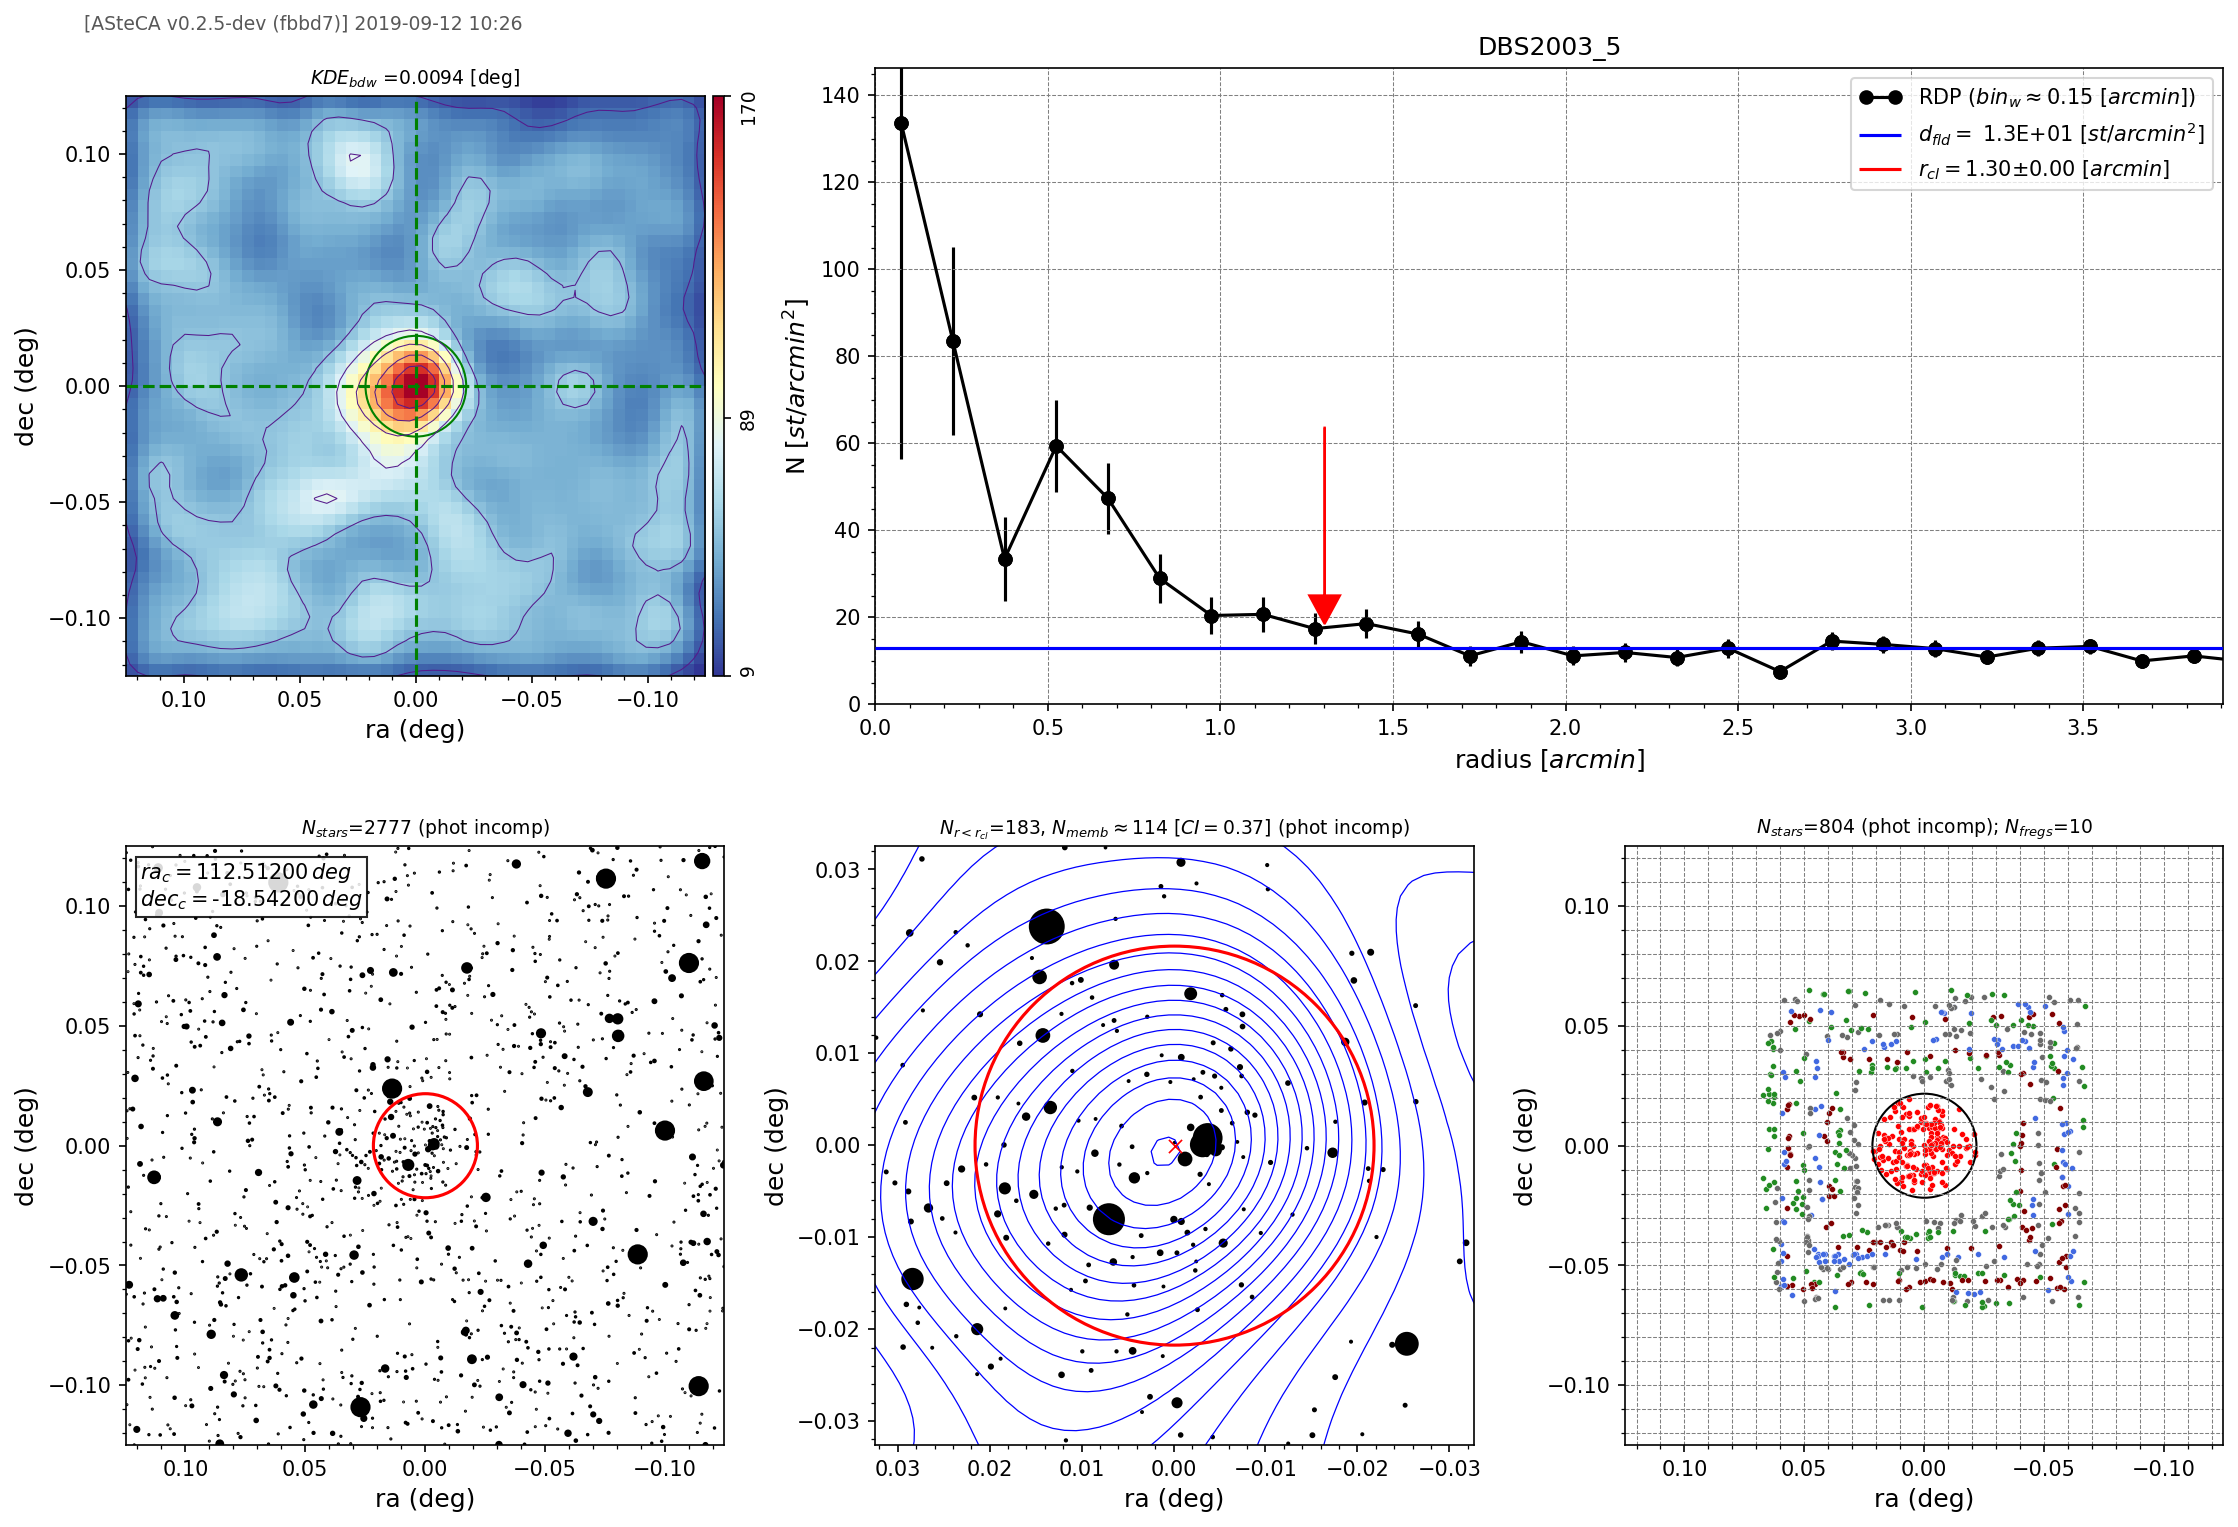 [ASteCA v0.2.5-dev (fbbd7)] 2019-09-12 10:26
KDE_bdw =0.0094 [deg]
0.10
0.05
0.00
−0.05
−0.10
dec (deg)
0.10 0.05 0.00 −0.05 −0.10
ra (deg)
170
89
9
DBS2003_5
RDP (bin_w≈0.15 [arcmin])
d_fld = 1.3E+01 [st/arcmin²]
r_cl = 1.30±0.00 [arcmin]
140
120
100
80
60
40
20
0
N [st/arcmin²]
0.0 0.5 1.0 1.5 2.0 2.5 3.0 3.5
radius [arcmin]
N_stars=2777 (phot incomp)
ra_c = 112.51200 deg
dec_c = -18.54200 deg
0.10
0.05
0.00
−0.05
−0.10
dec (deg)
0.10 0.05 0.00 −0.05 −0.10
ra (deg)
N_r<r_cl=183, N_memb≈114 [CI = 0.37] (phot incomp)
0.03
0.02
0.01
0.00
−0.01
−0.02
−0.03
dec (deg)
0.03 0.02 0.01 0.00 −0.01 −0.02 −0.03
ra (deg)
N_stars=804 (phot incomp); N_fregs=10
0.10
0.05
0.00
−0.05
−0.10
dec (deg)
0.10 0.05 0.00 −0.05 −0.10
ra (deg)